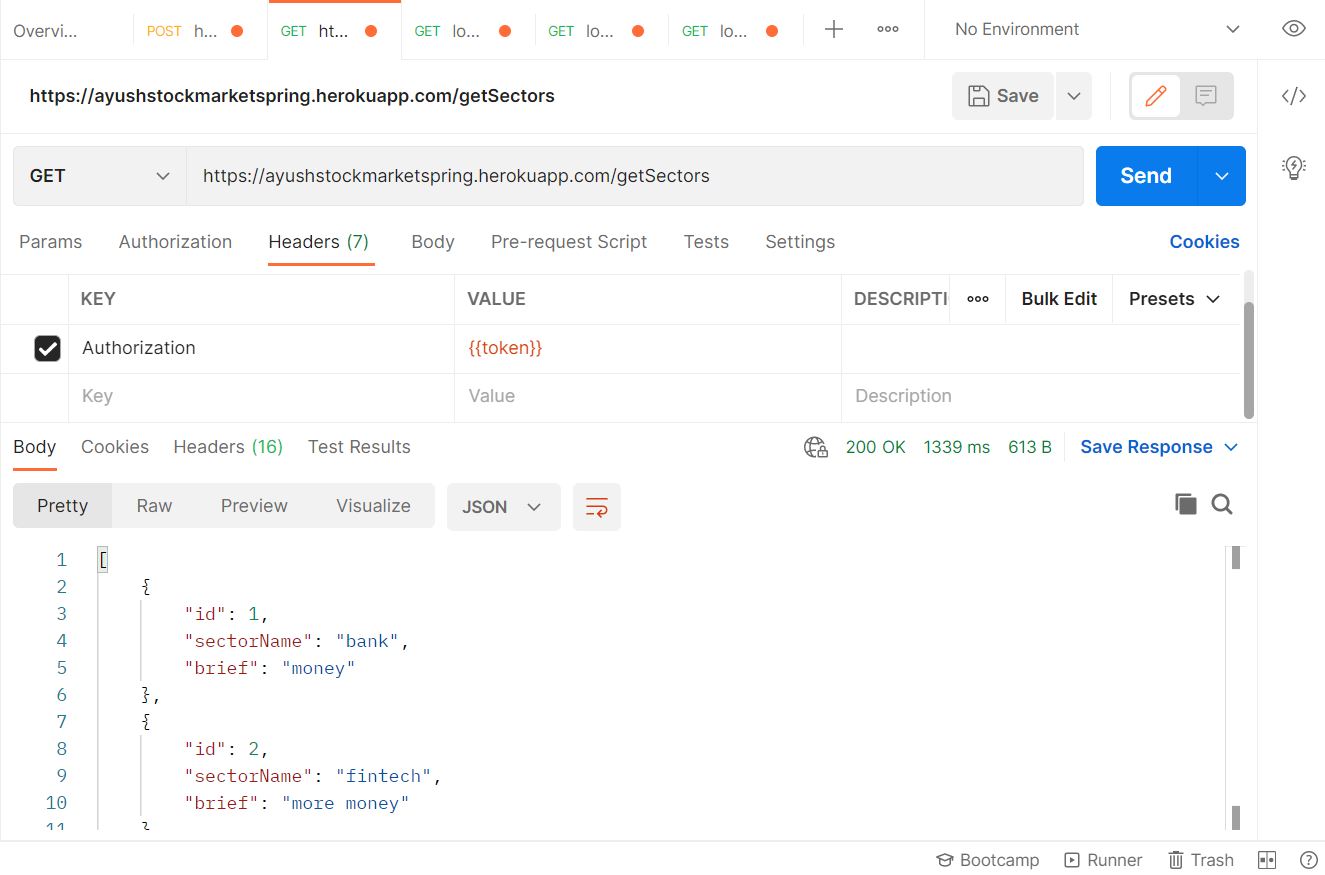 Overvi...
POST h...
GET ht...
GET lo...
GET lo...
GET lo...
No Environment
https://ayushstockmarketspring.herokuapp.com/getSectors
Save
GET https://ayushstockmarketspring.herokuapp.com/getSectors Send
Params Authorization Headers (7) Body Pre-request Script Tests Settings Cookies
KEY VALUE DESCRIPTI Bulk Edit Presets
Authorization {{token}}
Key Value Description
Body Cookies Headers (16) Test Results 200 OK 1339 ms 613 B Save Response
Pretty Raw Preview Visualize JSON
1 [
2 {
3 "id": 1,
4 "sectorName": "bank",
5 "brief": "money"
6 },
7 {
8 "id": 2,
9 "sectorName": "fintech",
10 "brief": "more money"
11 }
Bootcamp Runner Trash